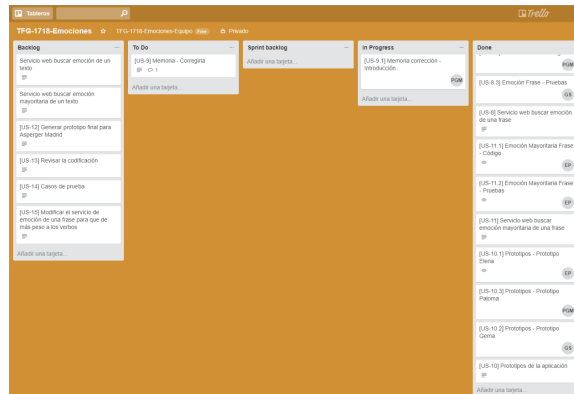 Tableros
Trello
TFG-1718-Emociones
TFG-1718-Emociones-Equipo Free
Privado
Backlog
Servicio web buscar emoción de un
texto
Servicio web buscar emoción
mayoritaria de un texto
[US-12] Generar prototipo final para
Asperger Madrid
[US-13] Revisar la codificación
[US-14] Casos de prueba
[US-15] Modificar el servicio de
emoción de una frase para que de
más peso a los verbos
Añadir una tarjeta...
To Do
[US-9] Memoria - Corregirla
1
Añadir una tarjeta...
Sprint backlog
Añadir una tarjeta...
In Progress
[US-9.1] Memoria corrección -
Introducción
PGM
Añadir una tarjeta...
Done
PGM
[US-8.3] Emoción Frase - Pruebas
GS
[US-8] Servicio web buscar emoción
de una frase
[US-11.1] Emoción Mayoritaria Frase
- Código
EP
[US-11.2] Emoción Mayoritaria Frase
- Pruebas
EP
[US-11] Servicio web buscar
emoción mayoritaria de una frase
[US-10.1] Prototipos - Prototipo
Elena
EP
[US-10.3] Prototipos - Prototipo
Paloma
PGM
[US-10.2] Prototipos - Prototipo
Gema
GS
[US-10] Prototipos de la aplicación
Añadir una tarjeta...